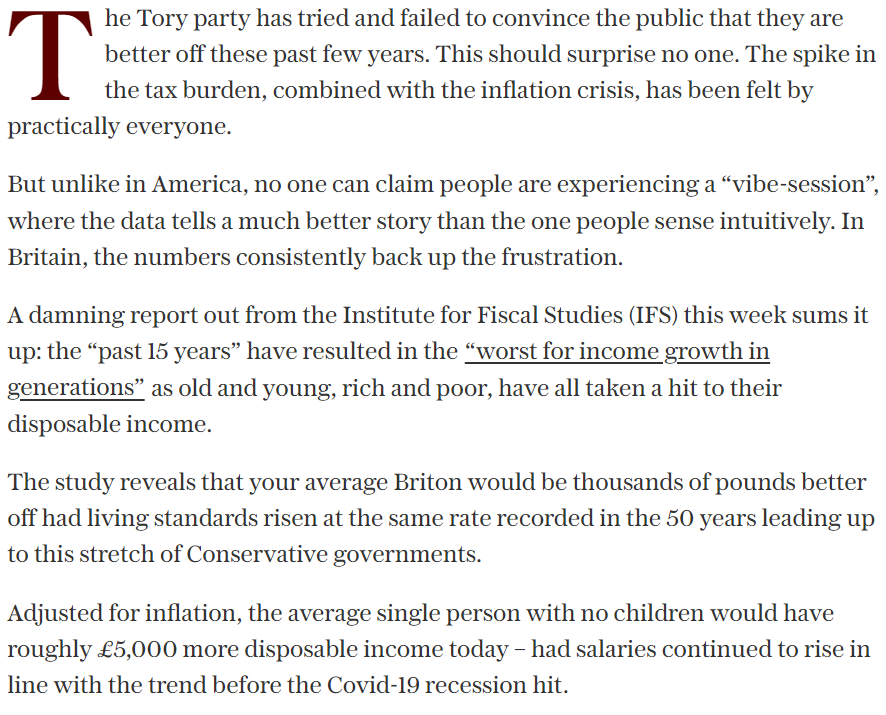 The Tory party has tried and failed to convince the public that they are
better off these past few years. This should surprise no one. The spike in
the tax burden, combined with the inflation crisis, has been felt by
practically everyone.
But unlike in America, no one can claim people are experiencing a “vibe-session”,
where the data tells a much better story than the one people sense intuitively. In
Britain, the numbers consistently back up the frustration.
A damning report out from the Institute for Fiscal Studies (IFS) this week sums it
up: the “past 15 years” have resulted in the “worst for income growth in
generations” as old and young, rich and poor, have all taken a hit to their
disposable income.
The study reveals that your average Briton would be thousands of pounds better
off had living standards risen at the same rate recorded in the 50 years leading up
to this stretch of Conservative governments.
Adjusted for inflation, the average single person with no children would have
roughly £5,000 more disposable income today – had salaries continued to rise in
line with the trend before the Covid-19 recession hit.